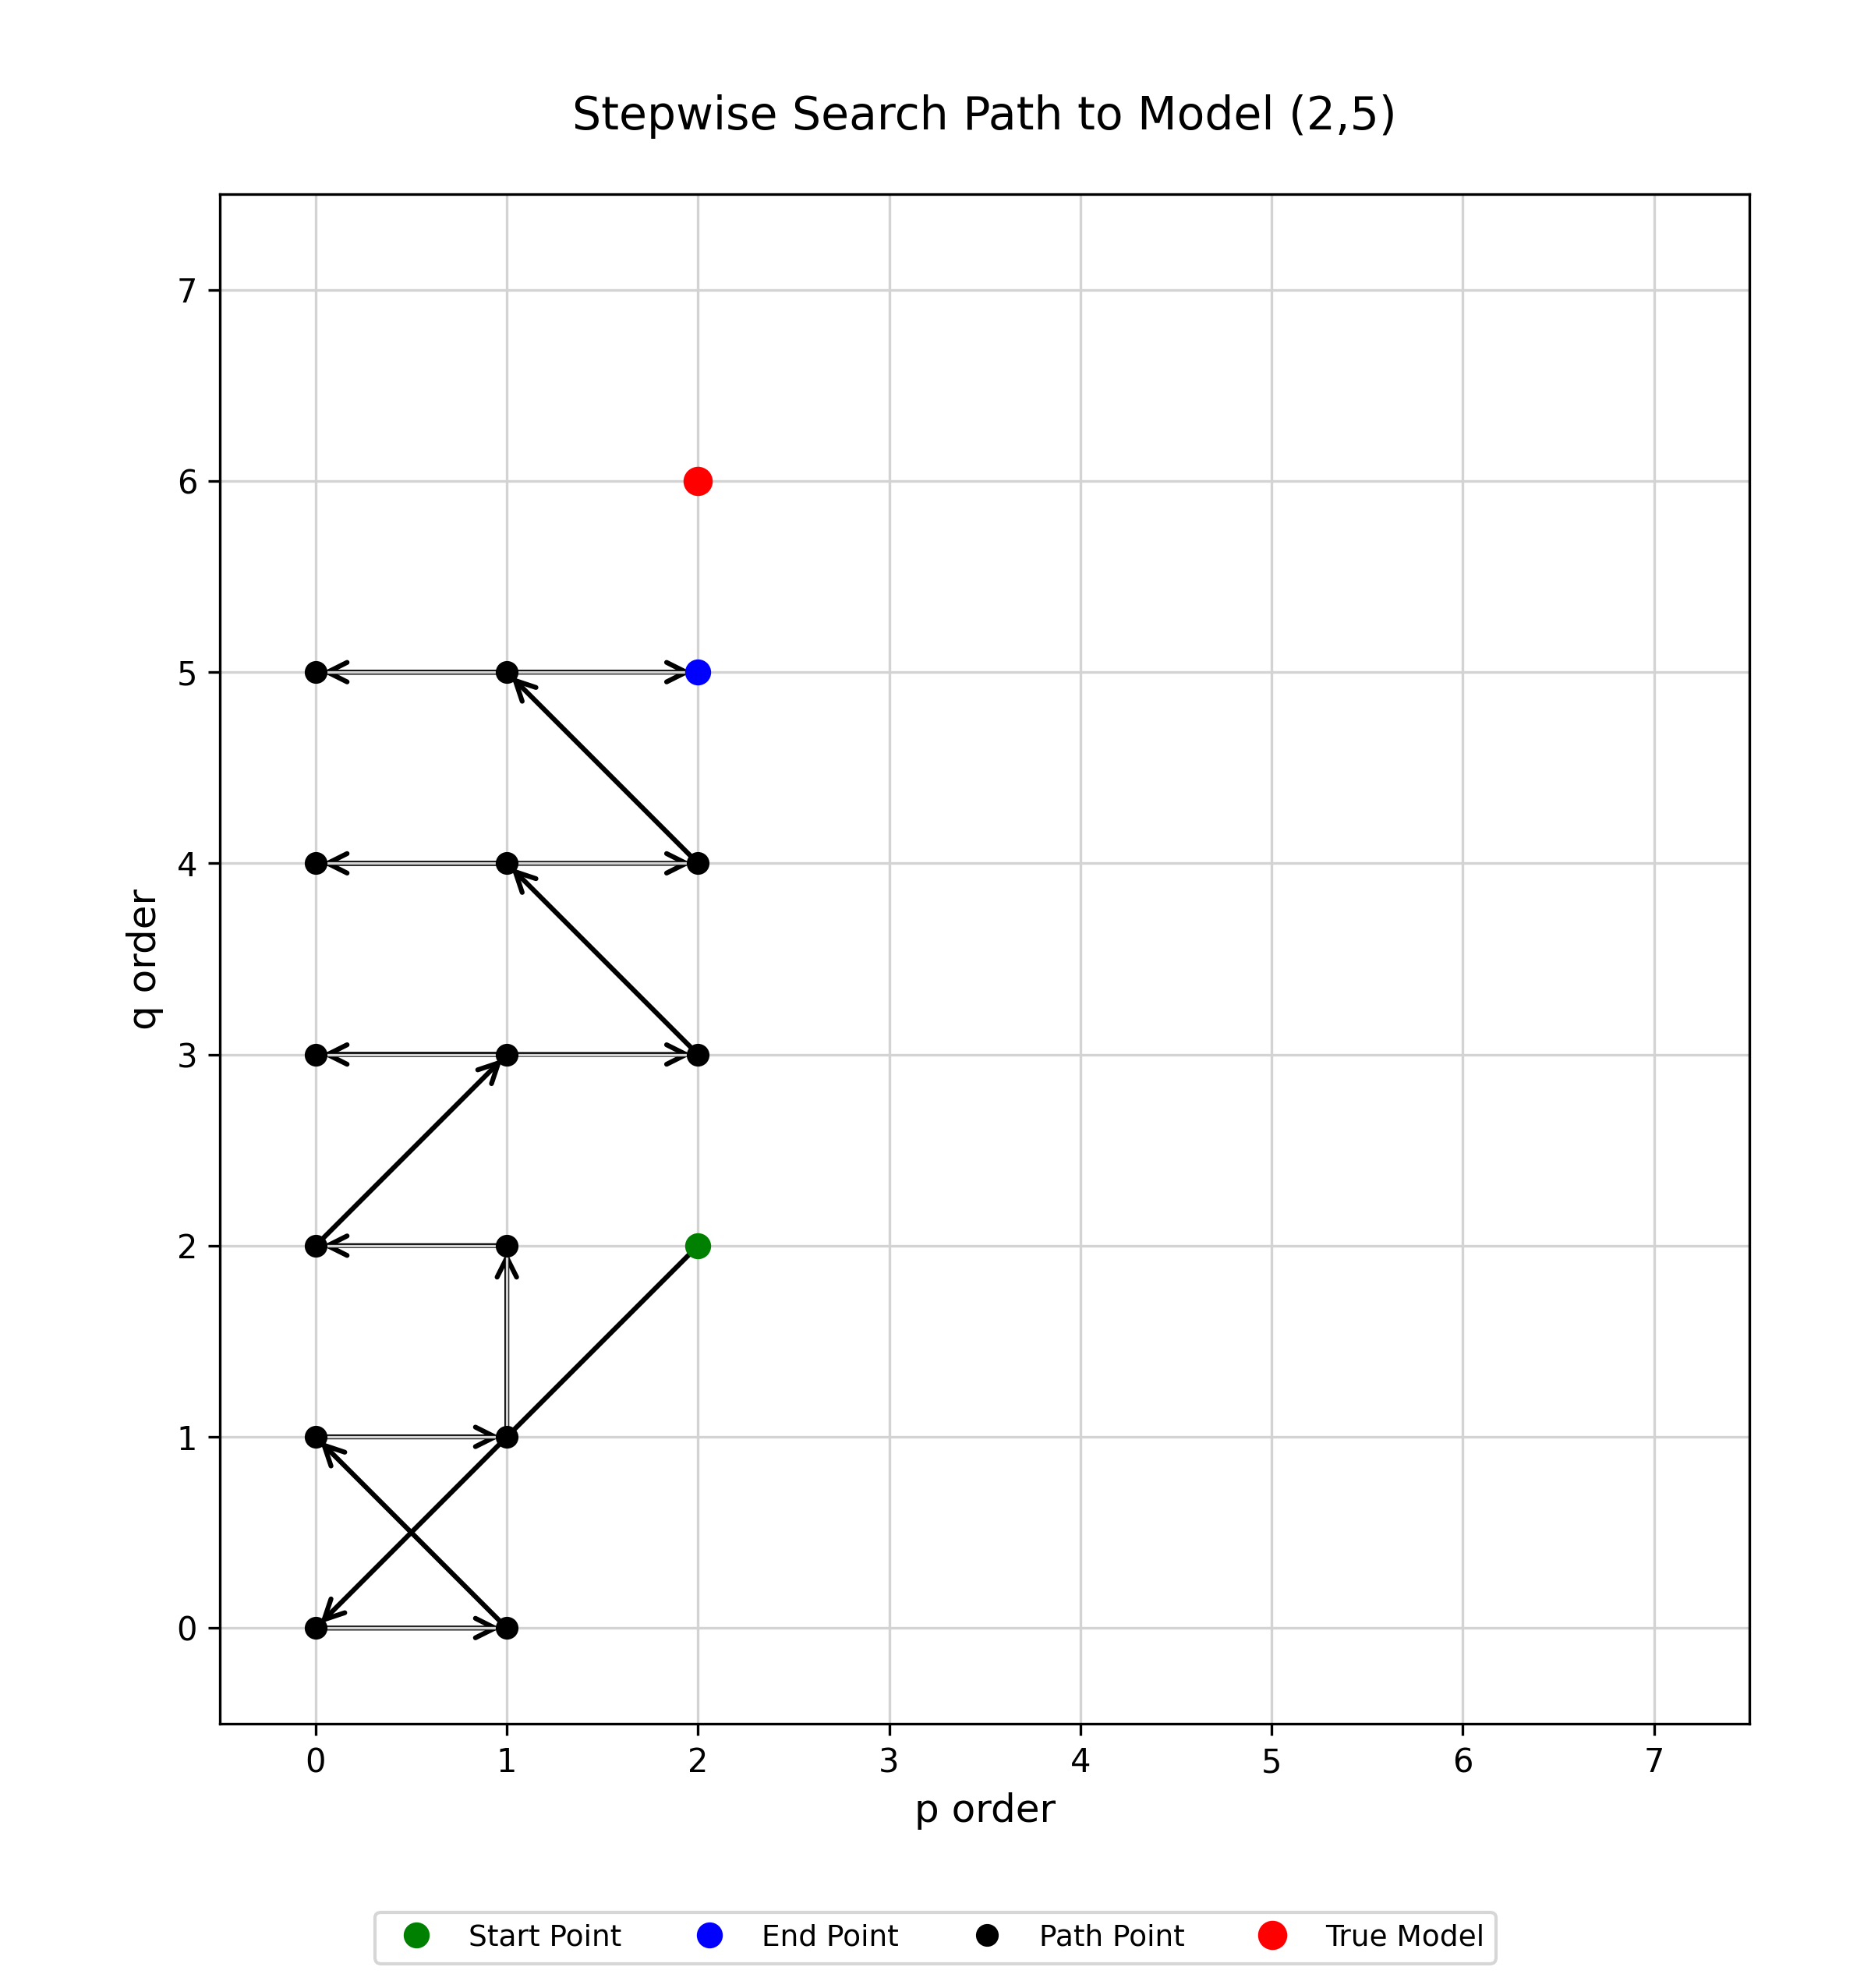 Stepwise Search Path to Model (2,5)
7
6
5
4
3
2
1
0
q order
0 1 2 3 4 5 6 7
p order
Start Point End Point Path Point True Model